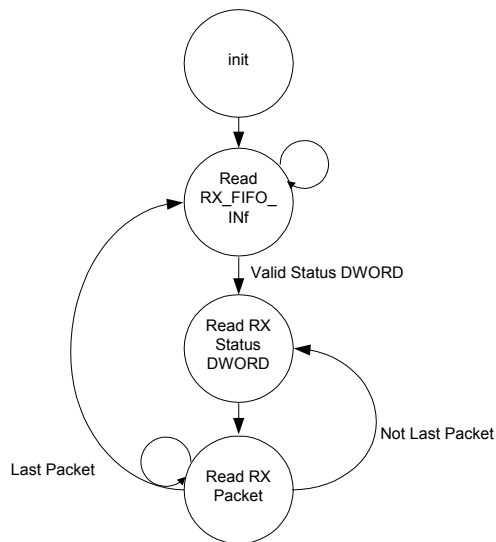 init
Read
RX_FIFO_
INf
Valid Status DWORD
Read RX
Status
DWORD
Not Last Packet
Last Packet
Read RX
Packet